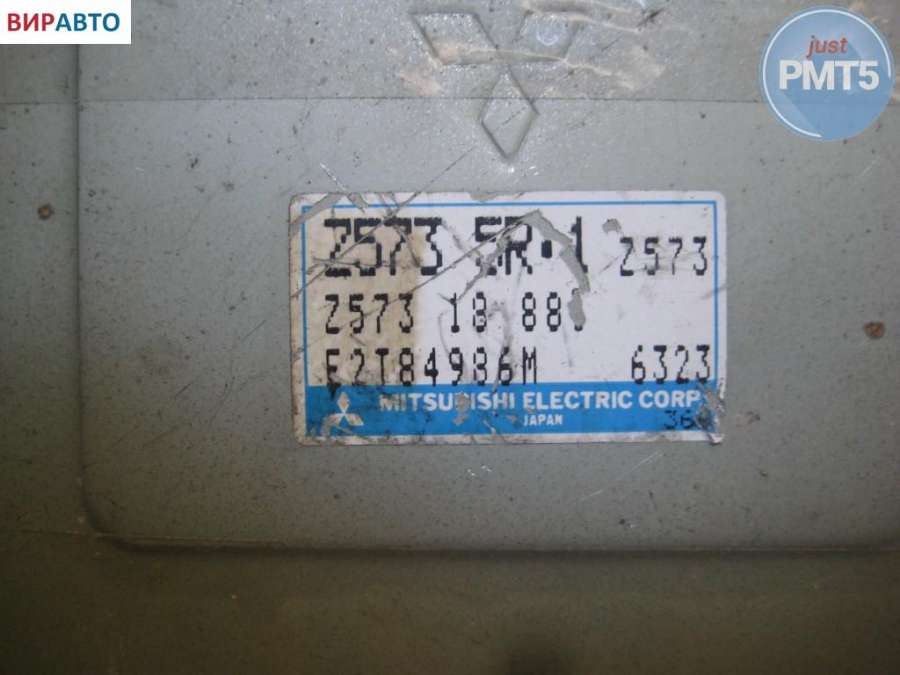 ВИРАВТО
just
PMT5
Z573 5R-1 Z573
Z573 18 88
E2T84986M 6323
MITSUBISHI ELECTRIC CORP.
JAPAN